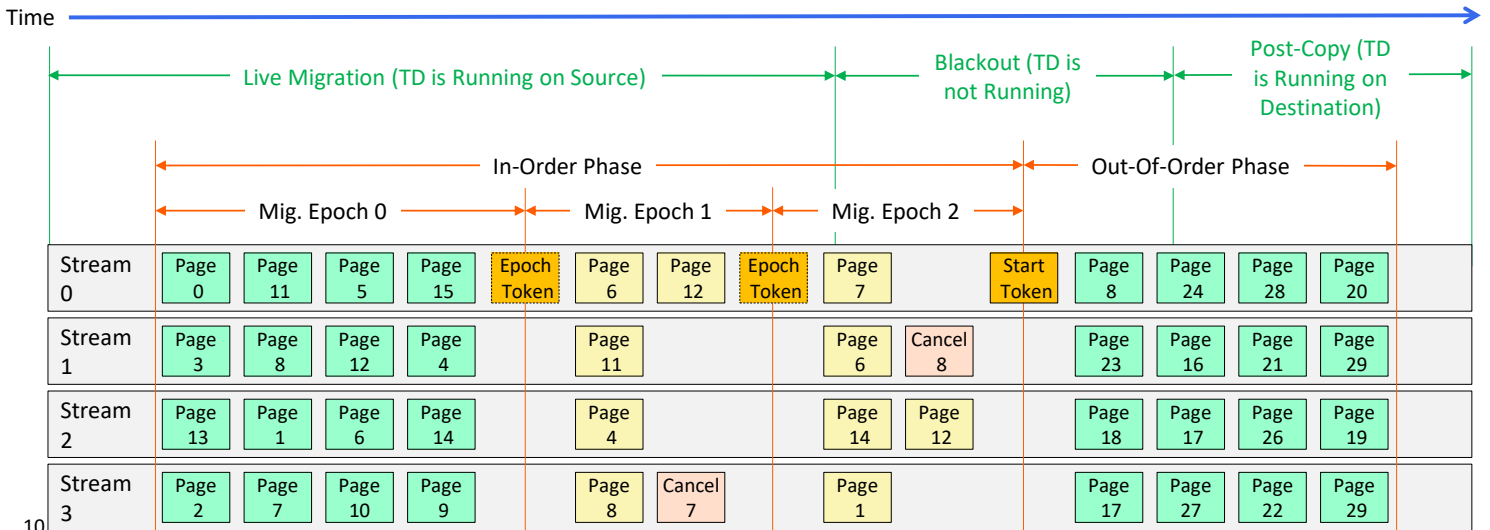 Time
Live Migration (TD is Running on Source)
Blackout (TD is
not Running)
Post-Copy (TD
is Running on
Destination)
In-Order Phase
Out-Of-Order Phase
Mig. Epoch 0
Mig. Epoch 1
Mig. Epoch 2
Stream
0
Page
0
Page
11
Page
5
Page
15
Epoch
Token
Page
6
Page
12
Epoch
Token
Page
7
Start
Token
Page
8
Page
24
Page
28
Page
20
Stream
1
Page
3
Page
8
Page
12
Page
4
Page
11
Page
6
Cancel
8
Page
23
Page
16
Page
21
Page
29
Stream
2
Page
13
Page
1
Page
6
Page
14
Page
4
Page
14
Page
12
Page
18
Page
17
Page
26
Page
19
Stream
3
Page
2
Page
7
Page
10
Page
9
Page
8
Cancel
7
Page
1
Page
17
Page
27
Page
22
Page
29
10